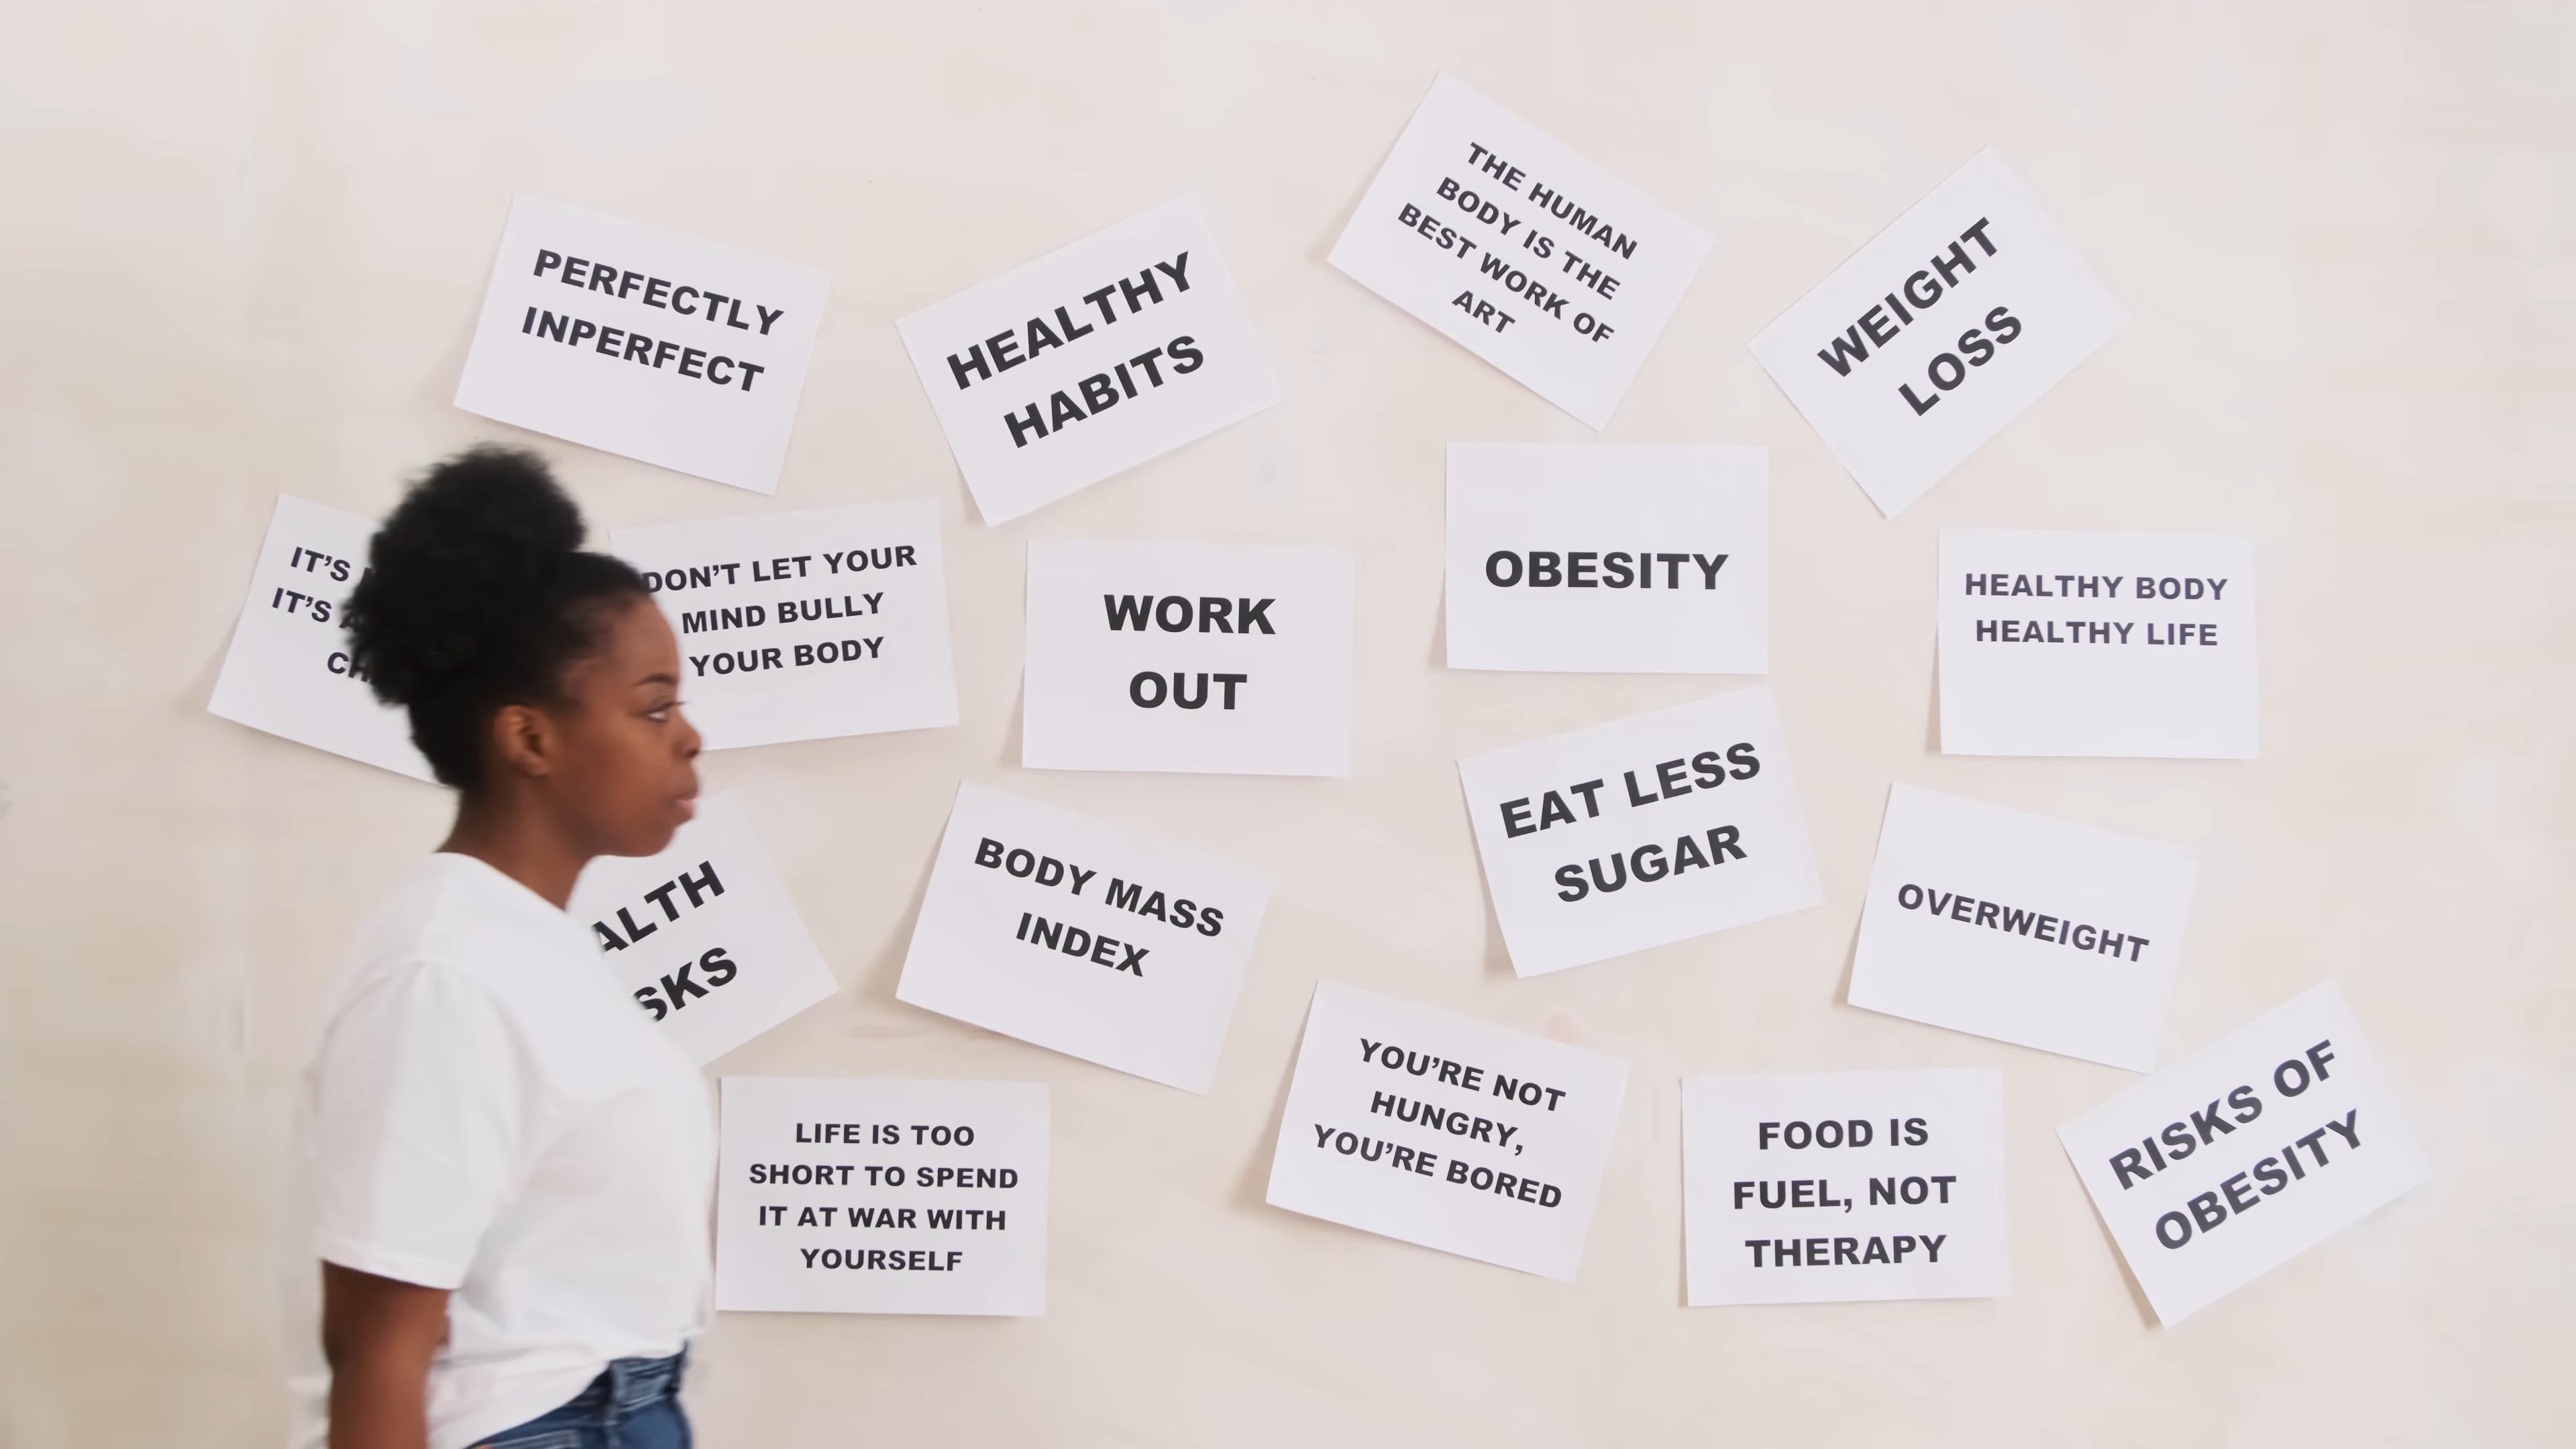 PERFECTLY
INPERFECT
HEALTHY
HABITS
THE HUMAN
BODY IS THE
BEST WORK OF
ART
WEIGHT
LOSS
IT'S
IT'S
DON'T LET YOUR
MIND BULLY
YOUR BODY
WORK
OUT
OBESITY
HEALTHY BODY
HEALTHY LIFE
ALTH
SKS
BODY MASS
INDEX
EAT LESS
SUGAR
OVERWEIGHT
LIFE IS TOO
SHORT TO SPEND
IT AT WAR WITH
YOURSELF
YOU'RE NOT
HUNGRY,
YOU'RE BORED
FOOD IS
FUEL, NOT
THERAPY
RISKS OF
OBESITY